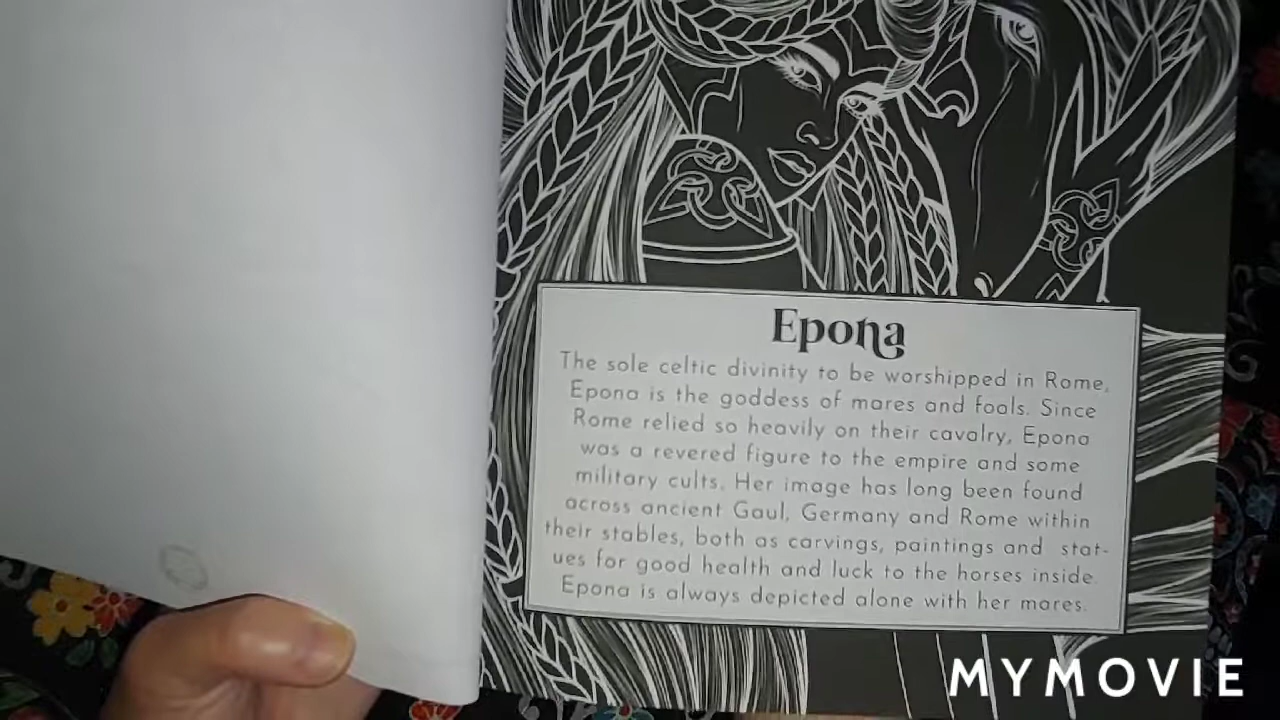 Epona
The sole celtic divinity to be worshipped in Rome,
Epona is the goddess of mares and foals. Since
Rome relied so heavily on their cavalry, Epona
was a revered figure to the empire and some
military cults. Her image has long been found
across ancient Gaul, Germany and Rome within
their stables, both as carvings, paintings and stat-
ues for good health and luck to the horses inside.
Epona is always depicted alone with her mares.
MYMOVIE